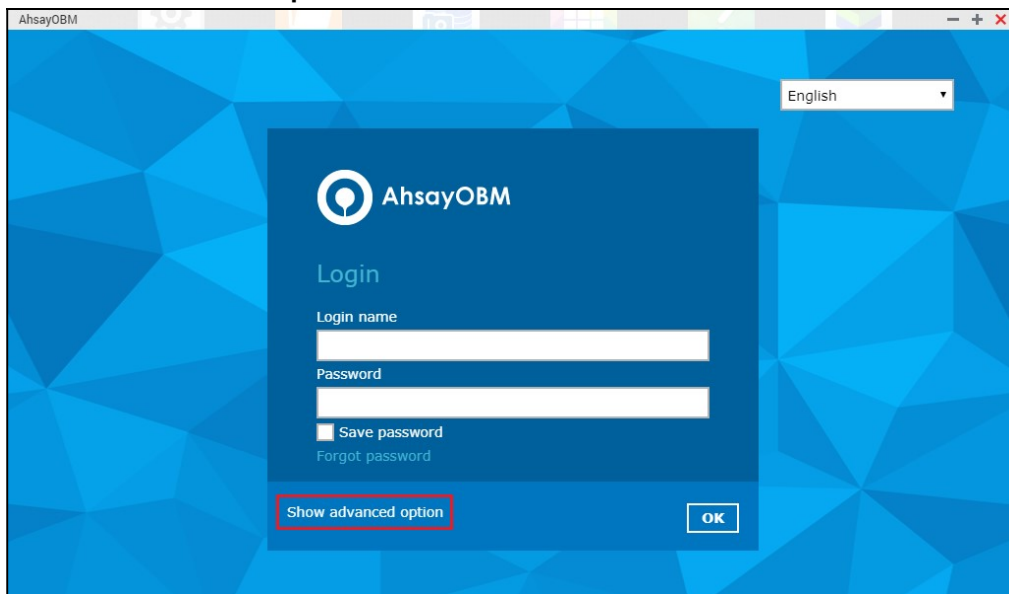 AhsayOBM
English
AhsayOBM
Login
Login name
Password
Save password
Forgot password
Show advanced option
OK